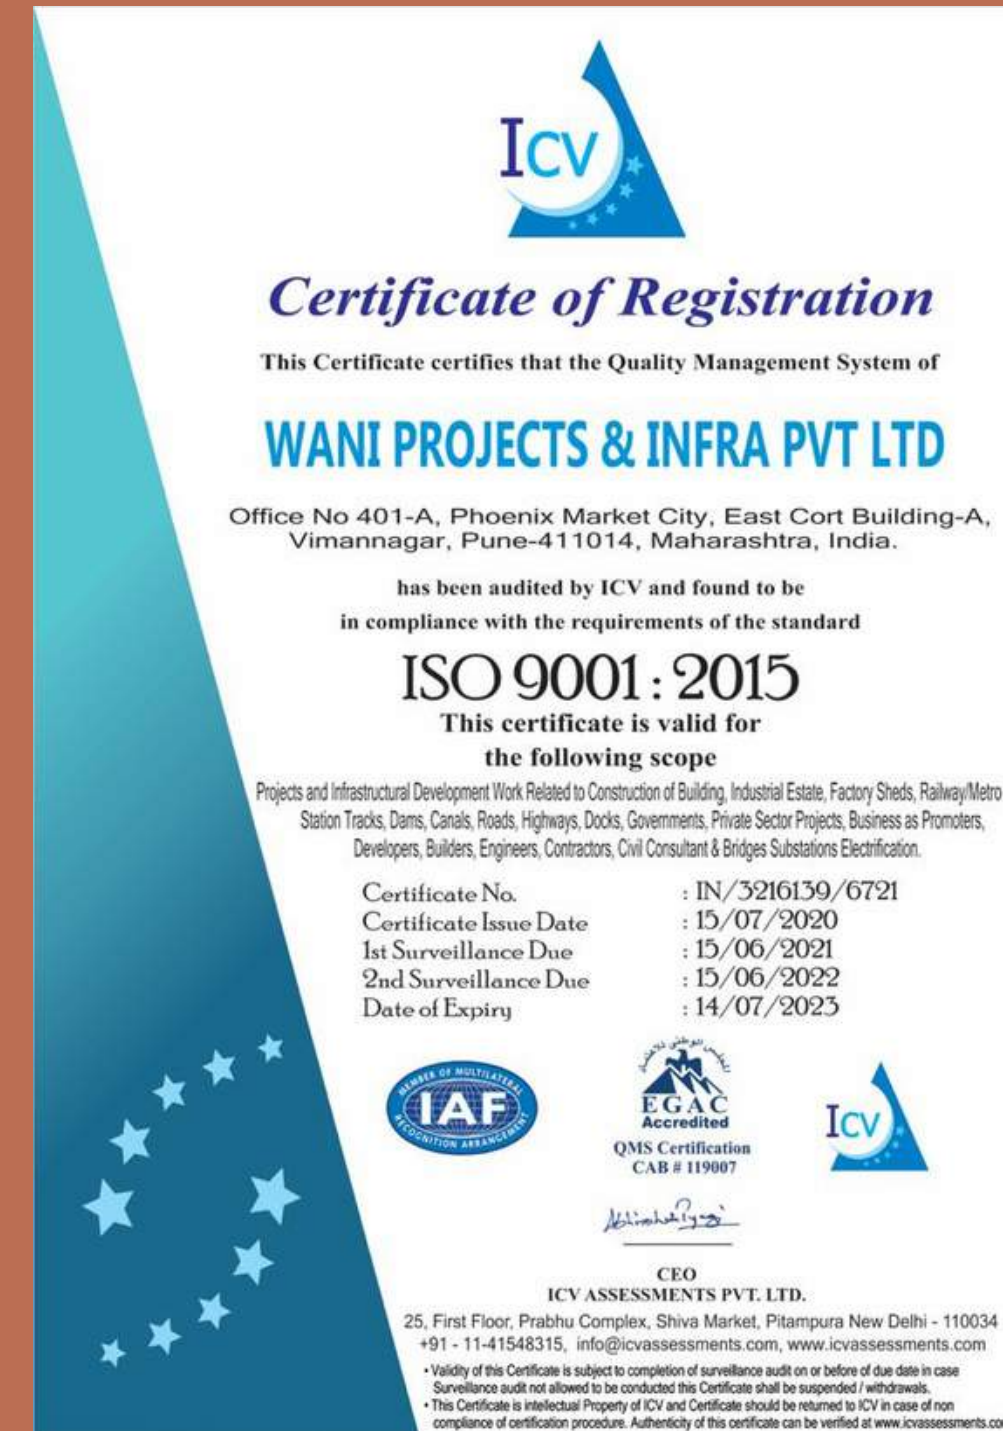 ICV
Certificate of Registration
This Certificate certifies that the Quality Management System of
WANI PROJECTS & INFRA PVT LTD
Office No 401-A, Phoenix Market City, East Cort Building-A,
Vimannagar, Pune-411014, Maharashtra, India.
has been audited by ICV and found to be
in compliance with the requirements of the standard
ISO 9001 : 2015
This certificate is valid for
the following scope
Projects and Infrastructural Development Work Related to Construction of Building, Industrial Estate, Factory Sheds, Railway/Metro
Station Tracks, Dams, Canals, Roads, Highways, Docks, Governments, Private Sector Projects, Business as Promoters,
Developers, Builders, Engineers, Contractors, Civil Consultant & Bridges Substations Electrification.
Certificate No. : IN/3216139/6721
Certificate Issue Date : 15/07/2020
1st Surveillance Due : 15/06/2021
2nd Surveillance Due : 15/06/2022
Date of Expiry : 14/07/2023
MEMBER OF MULTILATERAL
IAF
RECOGNITION ARRANGEMENT
المجلس الوطني للاعتماد
EGAC
Accredited
QMS Certification
CAB # 119007
ICV
CEO
ICV ASSESSMENTS PVT. LTD.
25, First Floor, Prabhu Complex, Shiva Market, Pitampura New Delhi - 110034
+91 - 11-41548315, info@icvassessments.com, www.icvassessments.com
• Validity of this Certificate is subject to completion of surveillance audit on or before of due date in case
Surveillance audit not allowed to be conducted this Certificate shall be suspended / withdrawals.
• This Certificate is intellectual Property of ICV and Certificate should be returned to ICV in case of non
compliance of certification procedure. Authenticity of this certificate can be verified at www.icvassessments.com